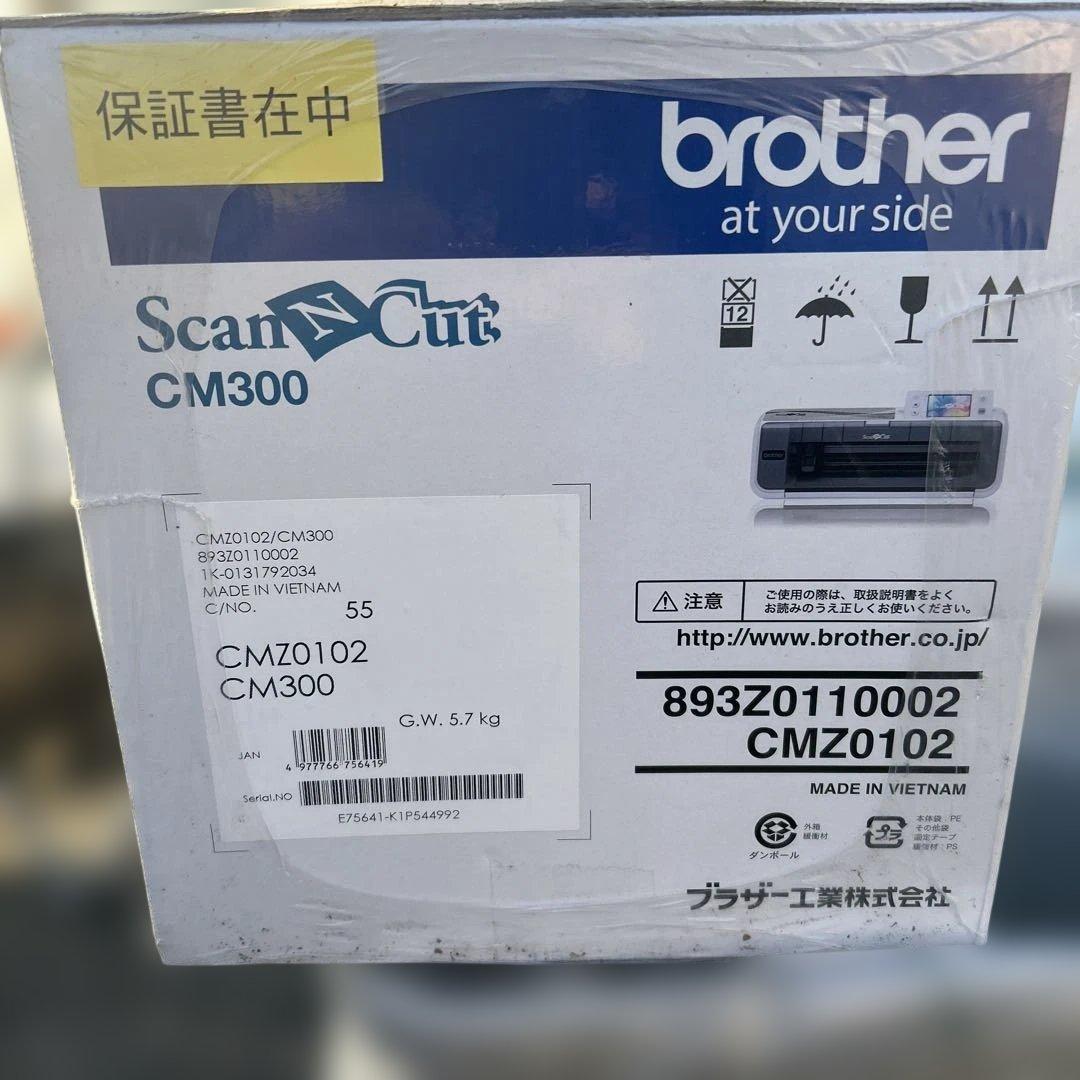 保証書在中
brother
at your side
ScanNCut
CM300
12
CMZ0102/CM300
893Z0110002
1K-0131792034
MADE IN VIETNAM
C/NO. 55
CMZ0102
CM300
G.W. 5.7 kg
JAN
4 977766 756419
Serial.NO
E75641-K1P544992
brother
ScanNCut
注意
ご使用の際は、取扱説明書をよく
お読みのうえ正しくお使いください。
http://www.brother.co.jp/
893Z0110002
CMZ0102
MADE IN VIETNAM
外箱
緩衝材
ダンボール
プラ
本体袋：PE
その他袋
固定テープ
緩衝材：PS
ブラザー工業株式会社